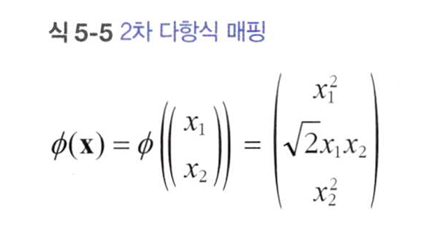 식 5-5 2차 다항식 매핑
ϕ(x) = ϕ((x₁ x₂)) = (x₁² √2x₁x₂ x₂²)